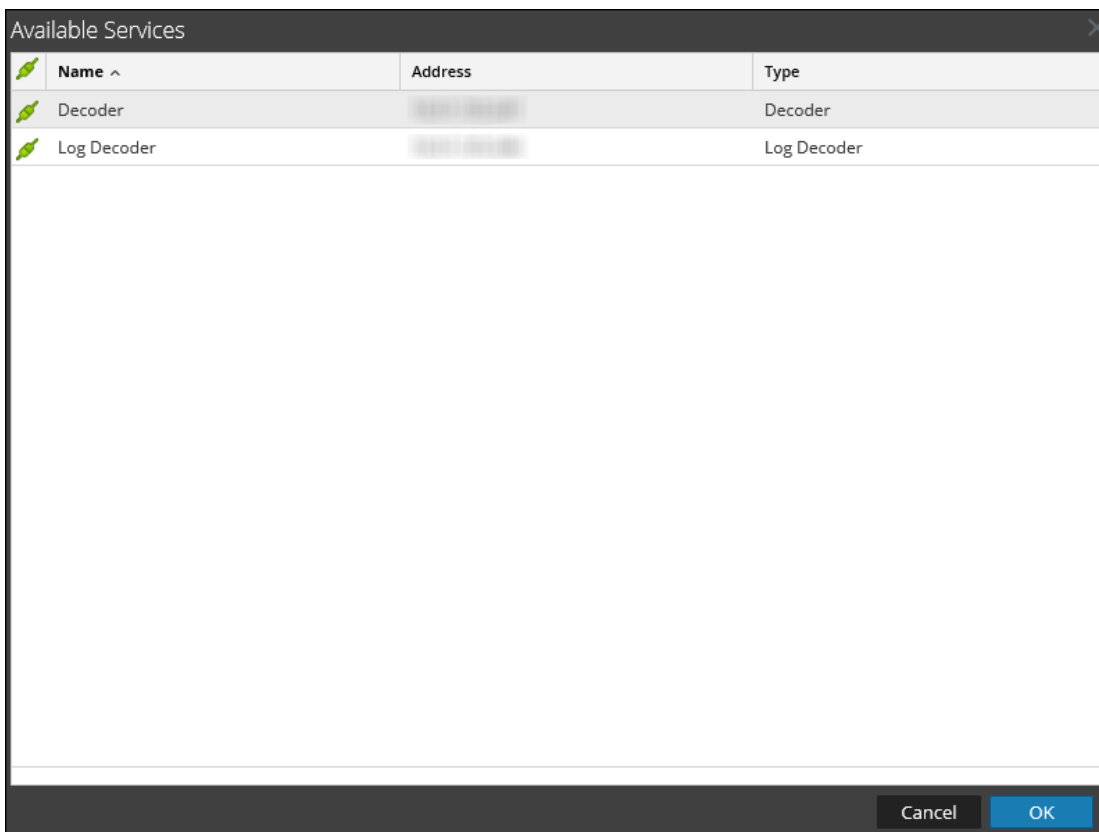 Available Services
Name Address Type
Decoder Decoder
Log Decoder Log Decoder
Cancel OK